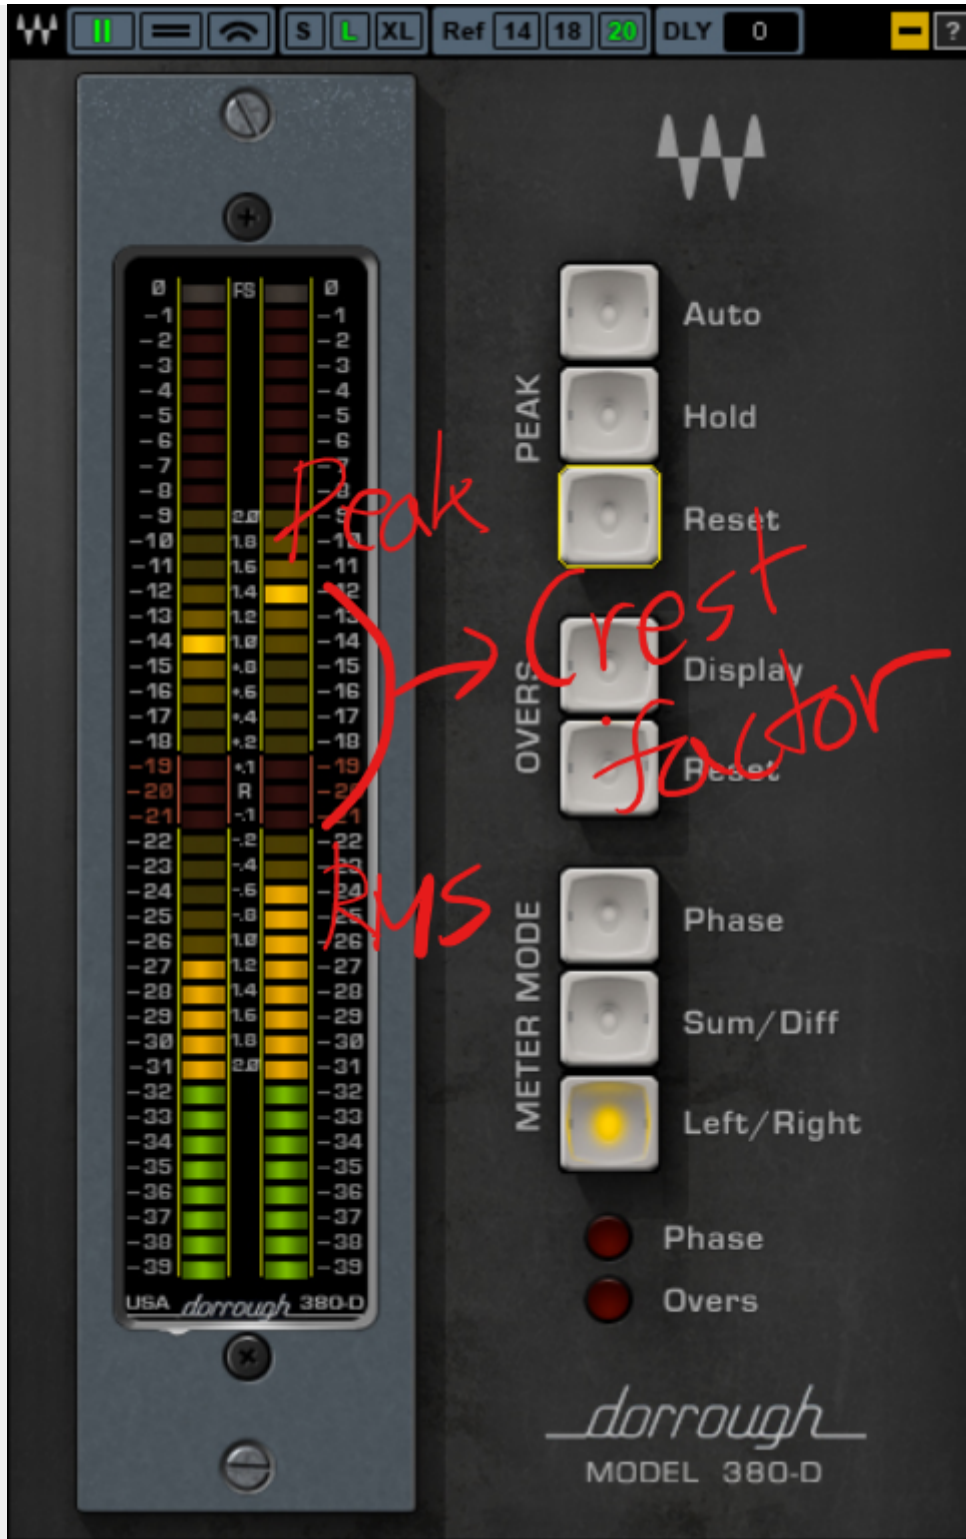 S L XL Ref 14 18 20 DLY 0 - ?
0 FS 0
-1 -1
-2 -2
-3 -3
-4 -4
-5 -5
-6 -6
-7 -7
-8 -8
-9 2.0 -9
-10 1.8 -10
-11 1.6 -11
-12 1.4 -12
-13 1.2 -13
-14 1.0 -14
-15 +.8 -15
-16 +.6 -16
-17 +.4 -17
-18 +.2 -18
-19 +.1 -19
-20 R -20
-21 -.1 -21
-22 -.2 -22
-23 -.4 -23
-24 -.6 -24
-25 -.8 -25
-26 1.0 -26
-27 1.2 -27
-28 1.4 -28
-29 1.6 -29
-30 1.8 -30
-31 2.0 -31
-32 -32
-33 -33
-34 -34
-35 -35
-36 -36
-37 -37
-38 -38
-39 -39
USA dorrough 380-D
Peak
Crest
factor
RMS
PEAK
Auto
Hold
Reset
OVERS
Display
Reset
METER MODE
Phase
Sum/Diff
Left/Right
Phase
Overs
dorrough
MODEL 380-D